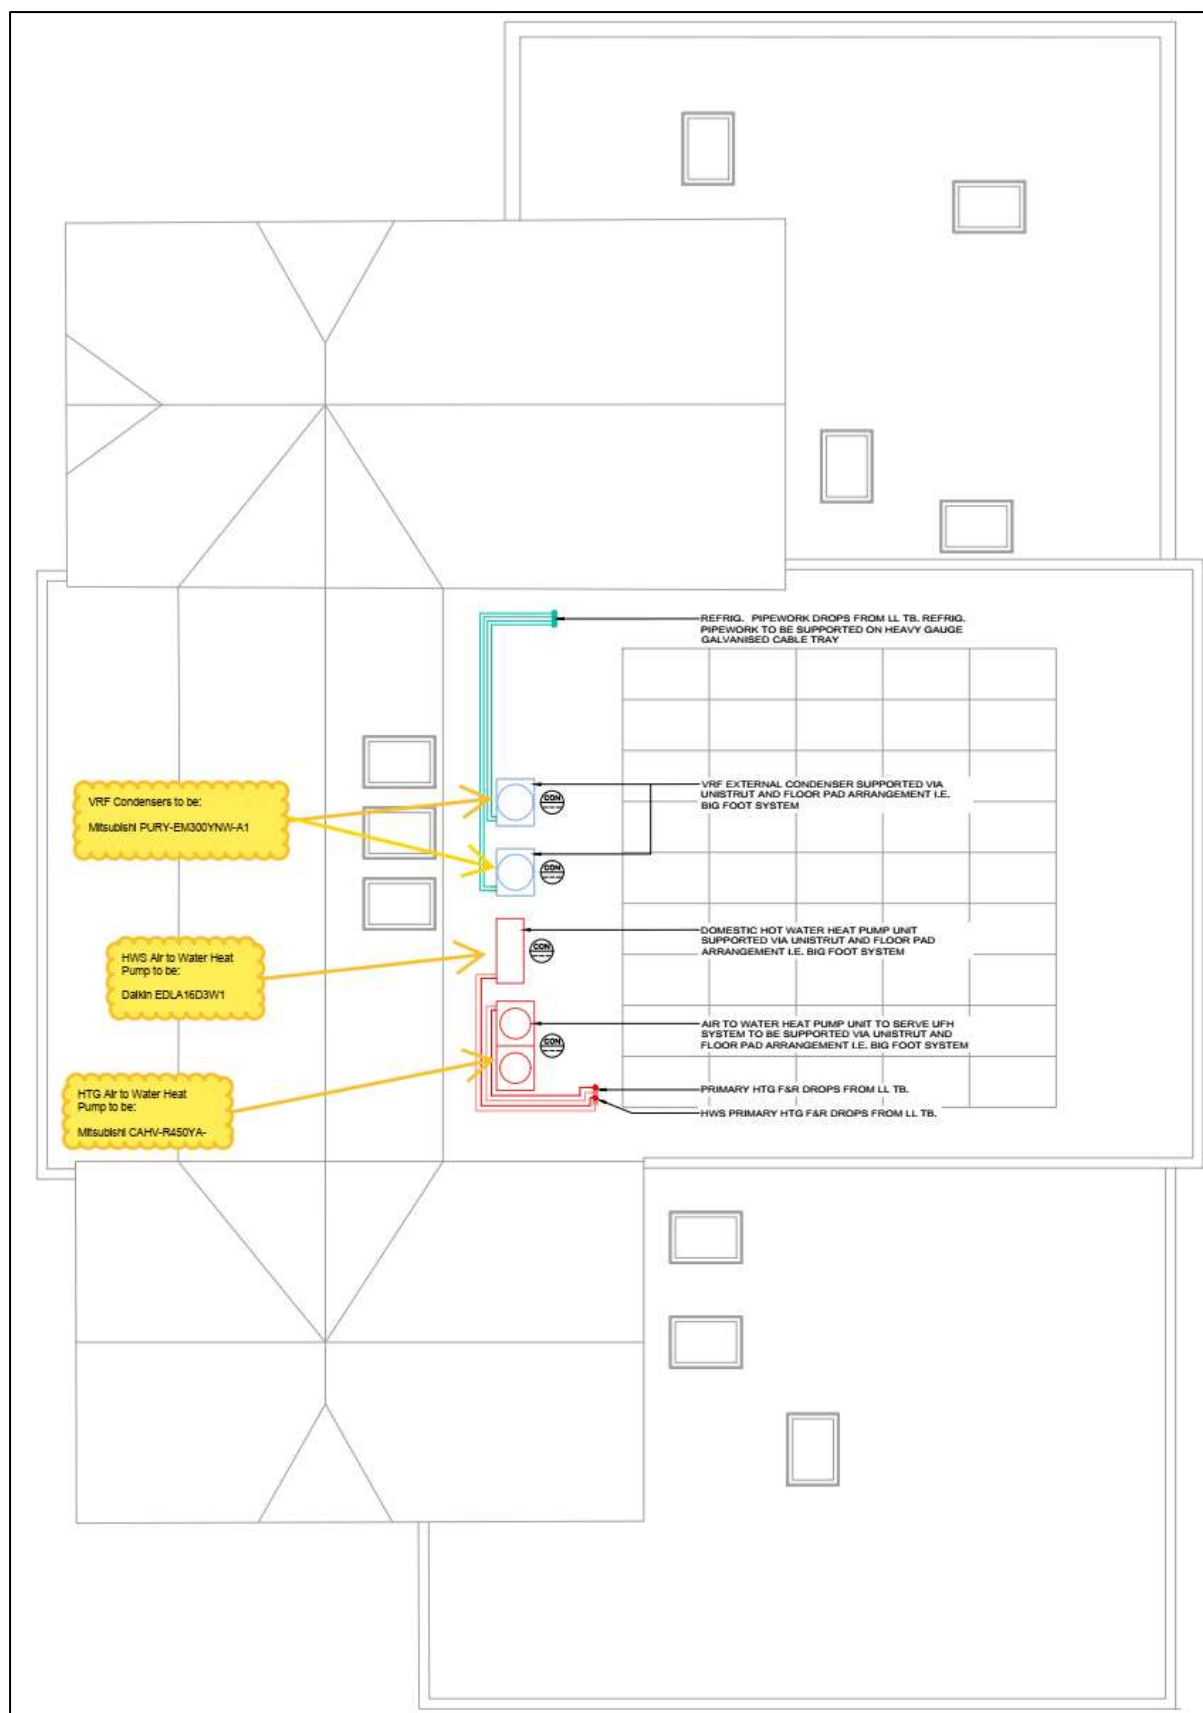 REFRIG. PIPEWORK DROPS FROM LL TB. REFRIG.
PIPEWORK TO BE SUPPORTED ON HEAVY GAUGE
GALVANISED CABLE TRAY
VRF Condensers to be:
Mitsubishi PURY-EM300YNW-A1
VRF EXTERNAL CONDENSER SUPPORTED VIA
UNISTRUT AND FLOOR PAD ARRANGEMENT I.E.
BIG FOOT SYSTEM
CON
CON
HWS Air to Water Heat
Pump to be:
Daikin EDLA16D3W1
DOMESTIC HOT WATER HEAT PUMP UNIT
SUPPORTED VIA UNISTRUT AND FLOOR PAD
ARRANGEMENT I.E. BIG FOOT SYSTEM
CON
AIR TO WATER HEAT PUMP UNIT TO SERVE UFH
SYSTEM TO BE SUPPORTED VIA UNISTRUT AND
FLOOR PAD ARRANGEMENT I.E. BIG FOOT SYSTEM
CON
HTG Air to Water Heat
Pump to be:
Mitsubishi CAHV-R450YA-
PRIMARY HTG F&R DROPS FROM LL TB.
HWS PRIMARY HTG F&R DROPS FROM LL TB.